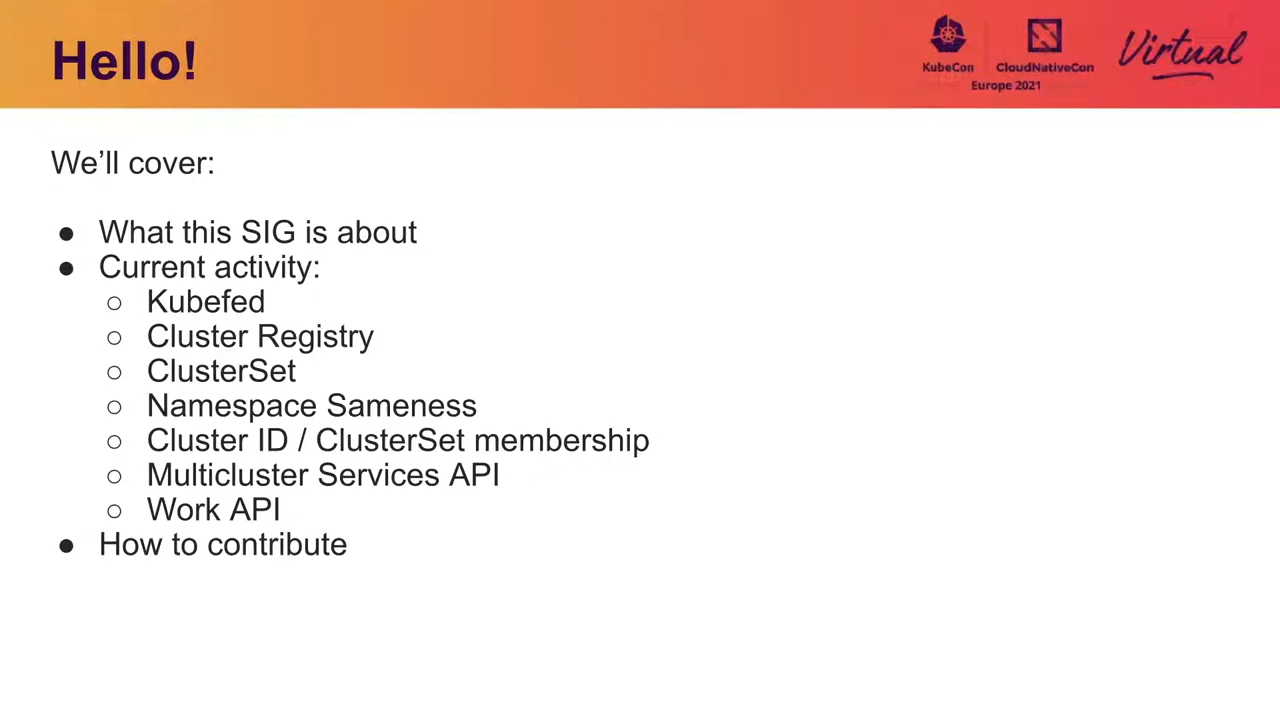 Hello!
KubeCon
CloudNativeCon
Europe 2021
Virtual
We’ll cover:
● What this SIG is about
● Current activity:
○ Kubefed
○ Cluster Registry
○ ClusterSet
○ Namespace Sameness
○ Cluster ID / ClusterSet membership
○ Multicluster Services API
○ Work API
● How to contribute